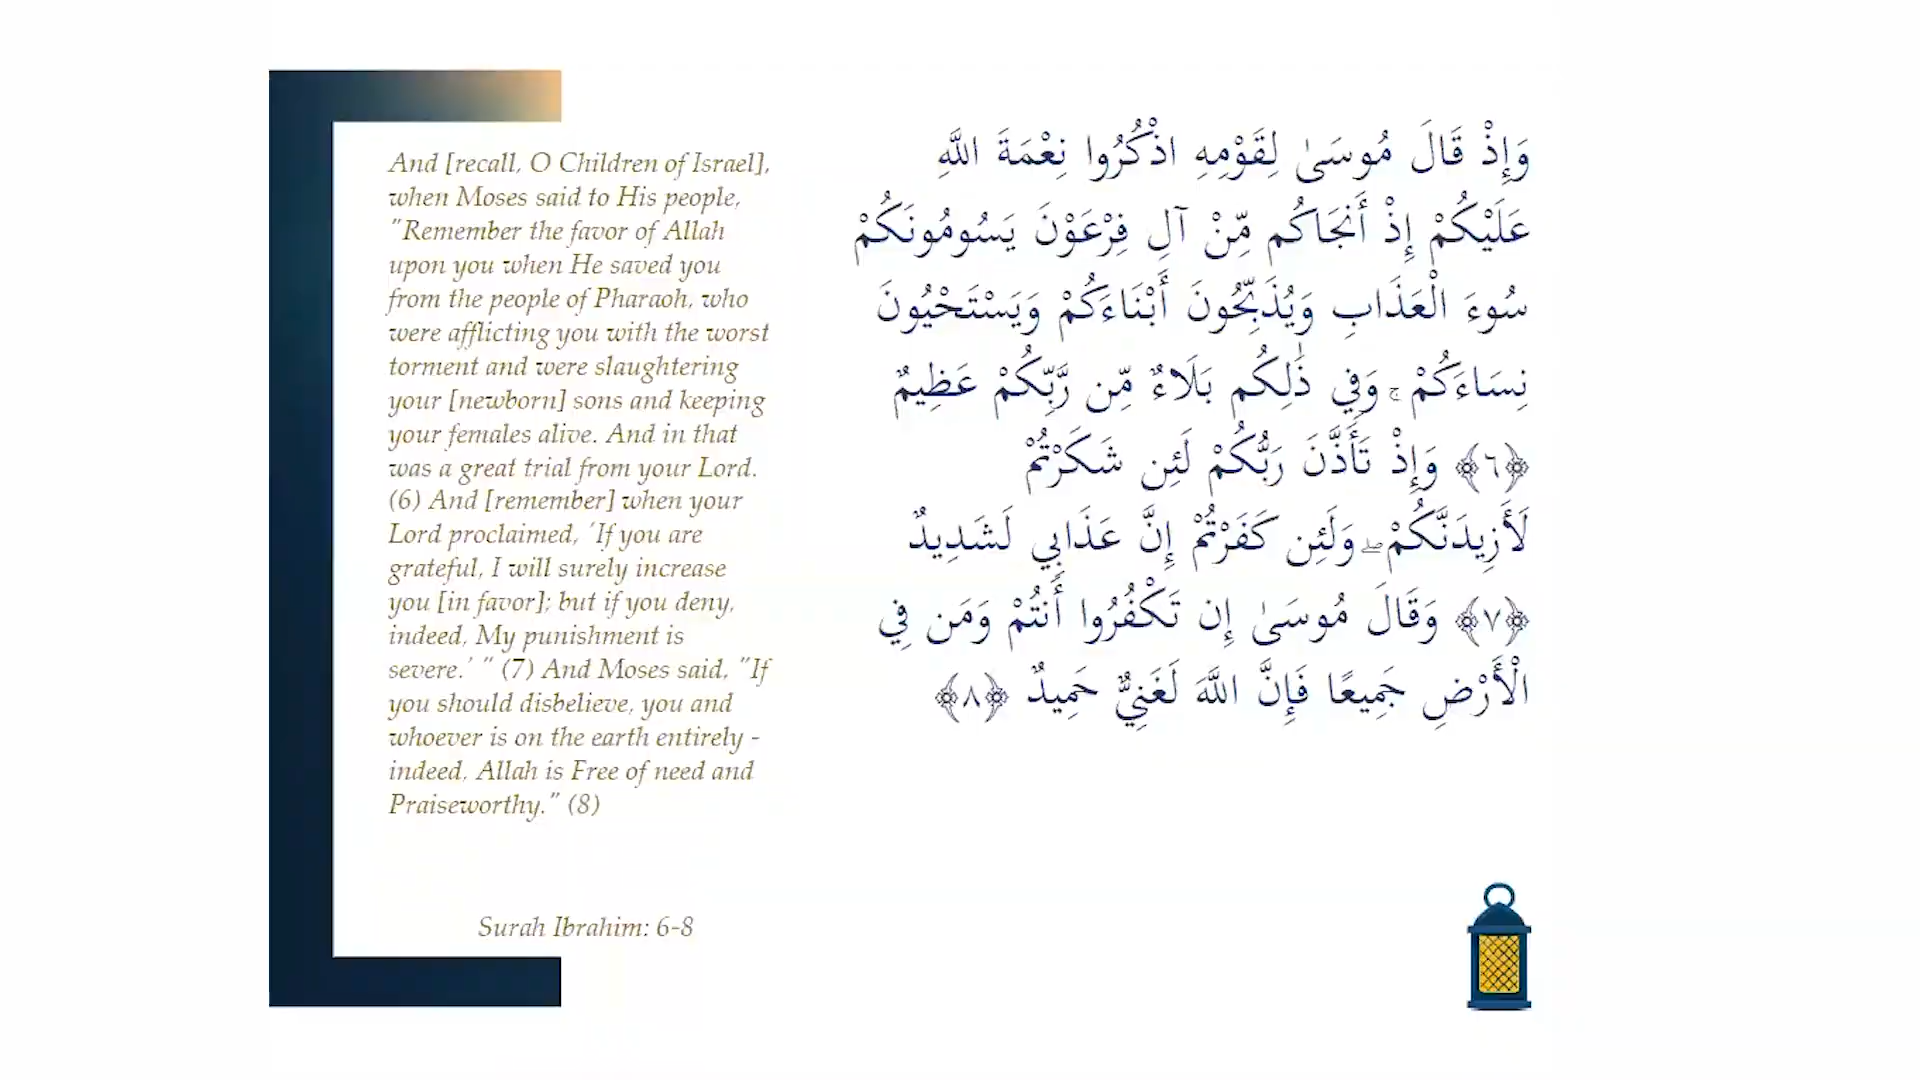 And [recall, O Children of Israel],
when Moses said to His people,
"Remember the favor of Allah
upon you when He saved you
from the people of Pharaoh, who
were afflicting you with the worst
torment and were slaughtering
your [newborn] sons and keeping
your females alive. And in that
was a great trial from your Lord.
(6) And [remember] when your
Lord proclaimed, 'If you are
grateful, I will surely increase
you [in favor]; but if you deny,
indeed, My punishment is
severe.' " (7) And Moses said, "If
you should disbelieve, you and
whoever is on the earth entirely -
indeed, Allah is Free of need and
Praiseworthy." (8)
Surah Ibrahim: 6-8
وَإِذْ قَالَ مُوسَىٰ لِقَوْمِهِ اذْكُرُوا نِعْمَةَ اللَّهِ
عَلَيْكُمْ إِذْ أَنجَاكُم مِّنْ آلِ فِرْعَوْنَ يَسُومُونَكُمْ
سُوءَ الْعَذَابِ وَيُذَبِّحُونَ أَبْنَاءَكُمْ وَيَسْتَحْيُونَ
نِسَاءَكُمْ ۚ وَفِي ذَٰلِكُم بَلَاءٌ مِّن رَّبِّكُمْ عَظِيمٌ
﴿٦﴾ وَإِذْ تَأَذَّنَ رَبُّكُمْ لَئِن شَكَرْتُمْ
لَأَزِيدَنَّكُمْ ۖ وَلَئِن كَفَرْتُمْ إِنَّ عَذَابِي لَشَدِيدٌ
﴿٧﴾ وَقَالَ مُوسَىٰ إِن تَكْفُرُوا أَنتُمْ وَمَن فِي
الْأَرْضِ جَمِيعًا فَإِنَّ اللَّهَ لَغَنِيٌّ حَمِيدٌ ﴿٨﴾